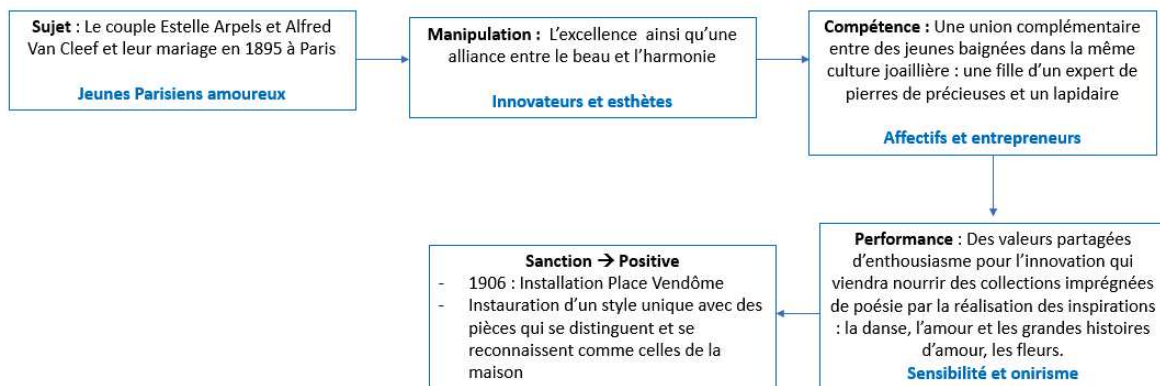 Sujet : Le couple Estelle Arpels et Alfred
Van Cleef et leur mariage en 1895 à Paris
Jeunes Parisiens amoureux
Manipulation : L’excellence ainsi qu’une
alliance entre le beau et l’harmonie
Innovateurs et esthètes
Compétence : Une union complémentaire
entre des jeunes baignées dans la même
culture joaillière : une fille d’un expert de
pierres de précieuses et un lapidaire
Affectifs et entrepreneurs
Performance : Des valeurs partagées
d’enthousiasme pour l’innovation qui
viendra nourrir des collections imprégnées
de poésie par la réalisation des inspirations
: la danse, l’amour et les grandes histoires
d’amour, les fleurs.
Sensibilité et onirisme
Sanction → Positive
- 1906 : Installation Place Vendôme
- Instauration d’un style unique avec des
pièces qui se distinguent et se
reconnaissent comme celles de la
maison